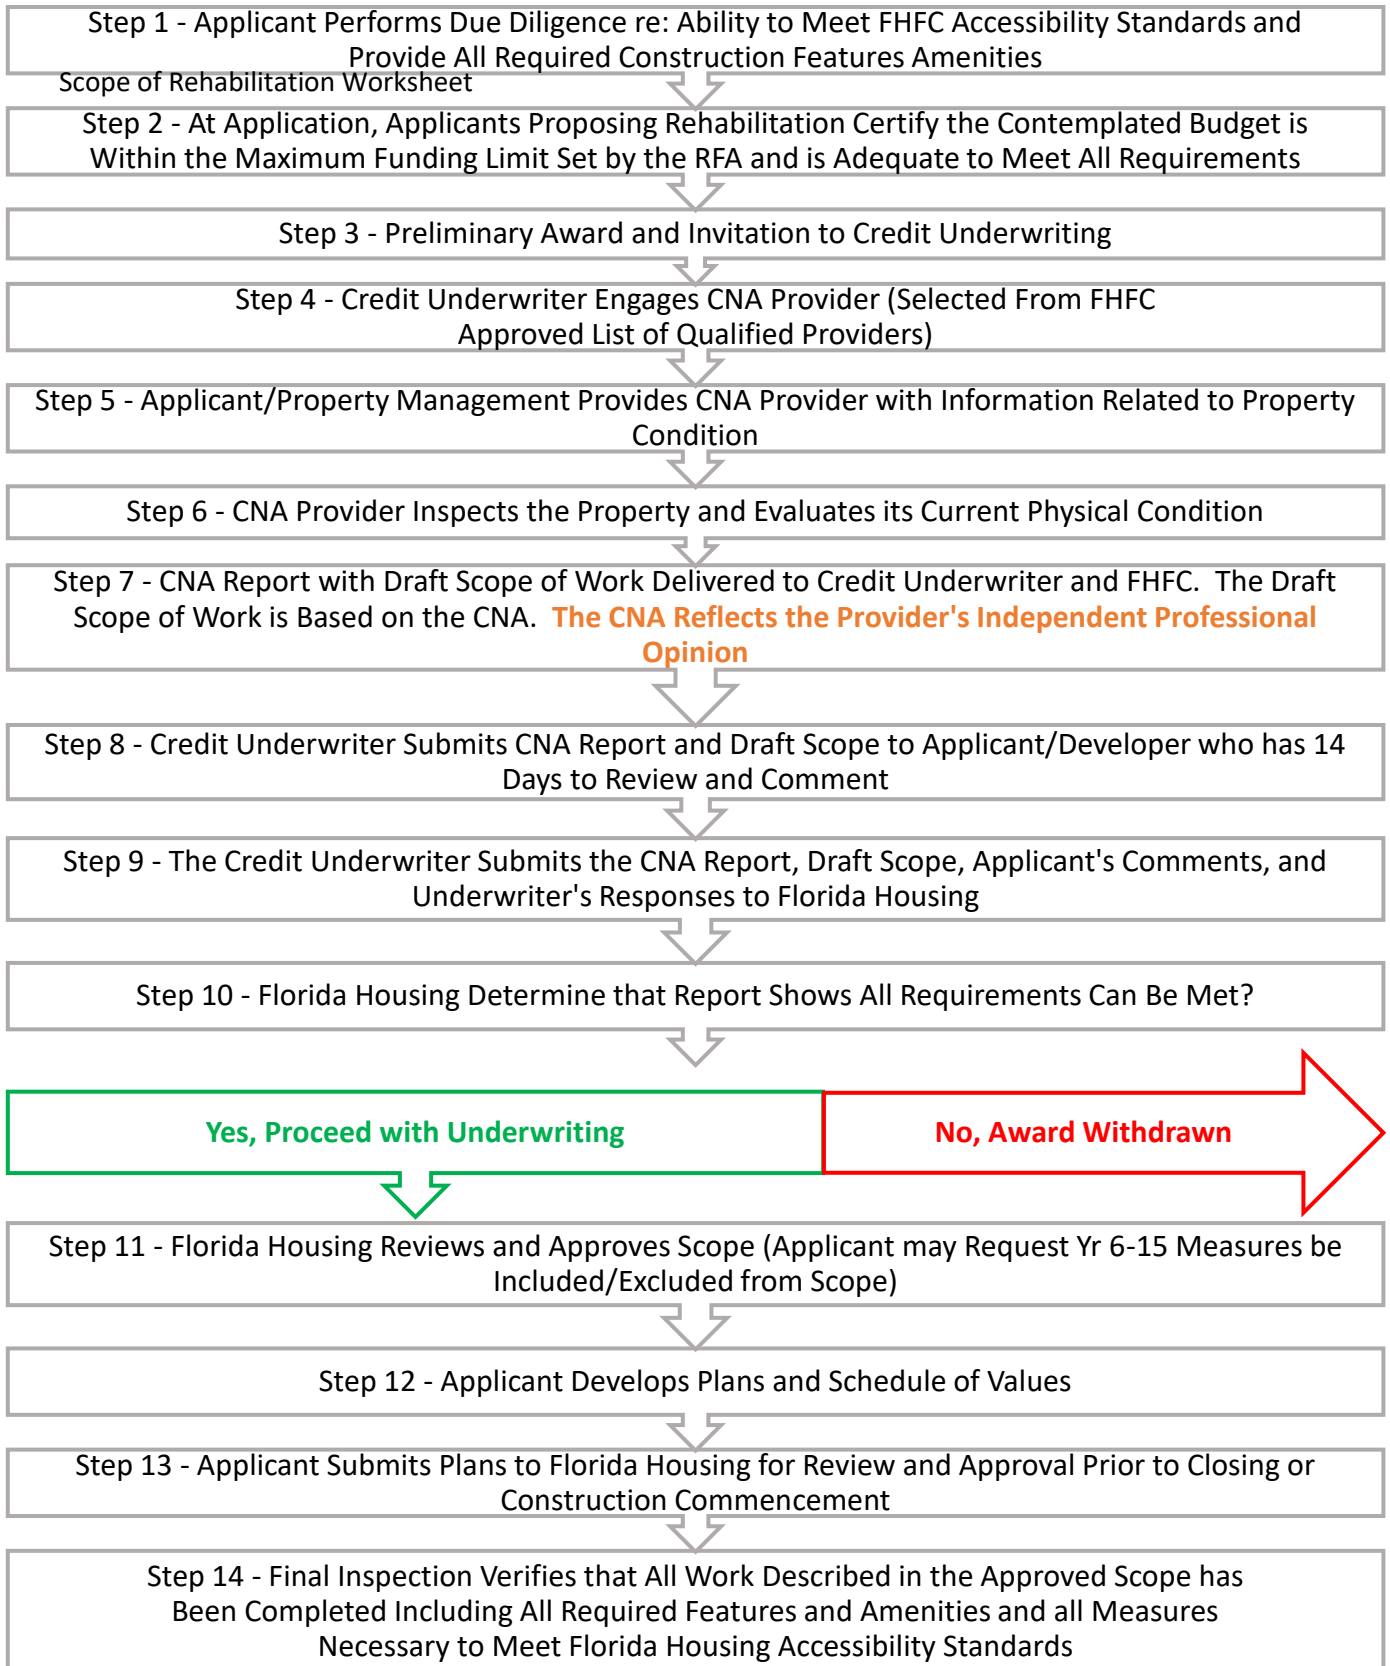 Step 1 - Applicant Performs Due Diligence re: Ability to Meet FHFC Accessibility Standards and
Provide All Required Construction Features Amenities
Scope of Rehabilitation Worksheet
Step 2 - At Application, Applicants Proposing Rehabilitation Certify the Contemplated Budget is
Within the Maximum Funding Limit Set by the RFA and is Adequate to Meet All Requirements
Step 3 - Preliminary Award and Invitation to Credit Underwriting
Step 4 - Credit Underwriter Engages CNA Provider (Selected From FHFC
Approved List of Qualified Providers)
Step 5 - Applicant/Property Management Provides CNA Provider with Information Related to Property
Condition
Step 6 - CNA Provider Inspects the Property and Evaluates its Current Physical Condition
Step 7 - CNA Report with Draft Scope of Work Delivered to Credit Underwriter and FHFC.  The Draft
Scope of Work is Based on the CNA.  The CNA Reflects the Provider's Independent Professional
Opinion
Step 8 - Credit Underwriter Submits CNA Report and Draft Scope to Applicant/Developer who has 14
Days to Review and Comment
Step 9 - The Credit Underwriter Submits the CNA Report, Draft Scope, Applicant's Comments, and
Underwriter's Responses to Florida Housing
Step 10 - Florida Housing Determine that Report Shows All Requirements Can Be Met?
Yes, Proceed with Underwriting
No, Award Withdrawn
Step 11 - Florida Housing Reviews and Approves Scope (Applicant may Request Yr 6-15 Measures be
Included/Excluded from Scope)
Step 12 - Applicant Develops Plans and Schedule of Values
Step 13 - Applicant Submits Plans to Florida Housing for Review and Approval Prior to Closing or
Construction Commencement
Step 14 - Final Inspection Verifies that All Work Described in the Approved Scope has
Been Completed Including All Required Features and Amenities and all Measures
Necessary to Meet Florida Housing Accessibility Standards